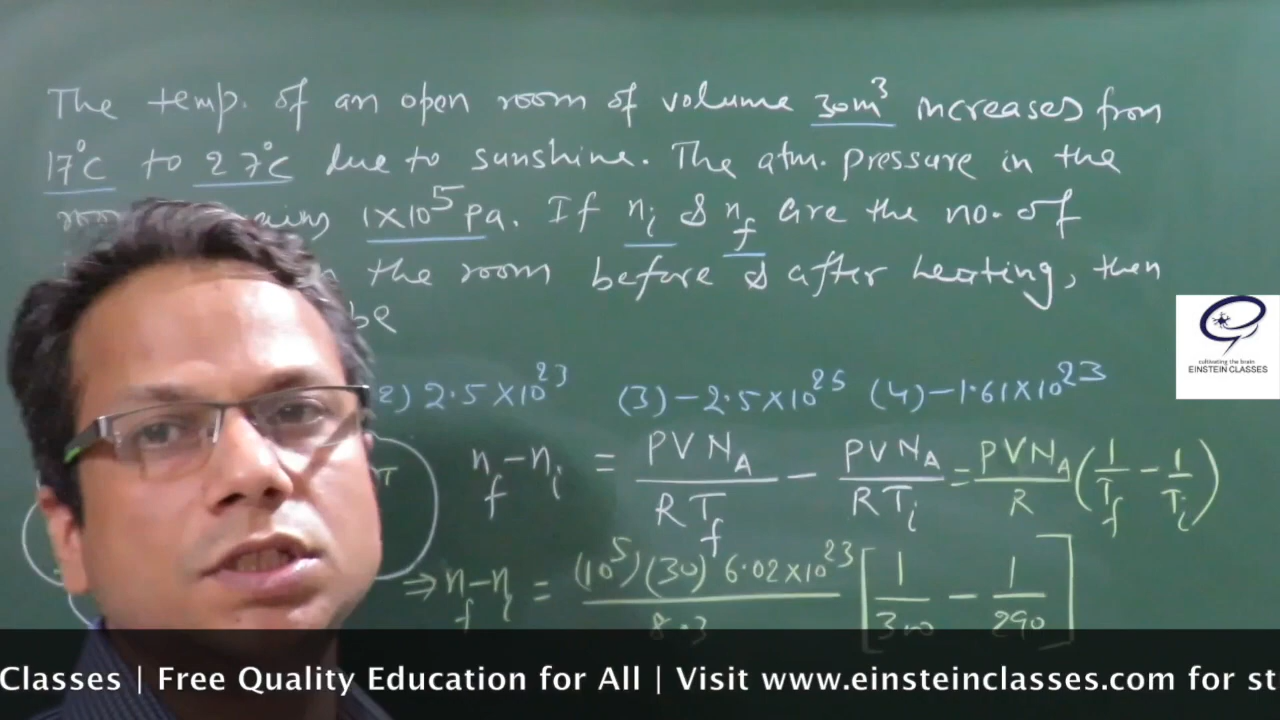 The temp. of an open room of volume 30m³ increases from
17°C to 27°C due to sunshine. The atm. pressure in the
1×10⁵ Pa. If nᵢ & n_f are the no. of
the room before & after heating, then
be
2) 2.5×10²³ (3) -2.5×10²⁵ (4) -1.61×10²³
n_f-nᵢ = PVN_A/RT_f - PVN_A/RTᵢ = PVN_A/R (1/T_f - 1/Tᵢ)
⇒ n_f-nᵢ = (10⁵)(30) 6.02×10²³/8.3 [1/300 - 1/290]
cultivating the brain
EINSTEIN CLASSES
Classes | Free Quality Education for All | Visit www.einsteinclasses.com for st